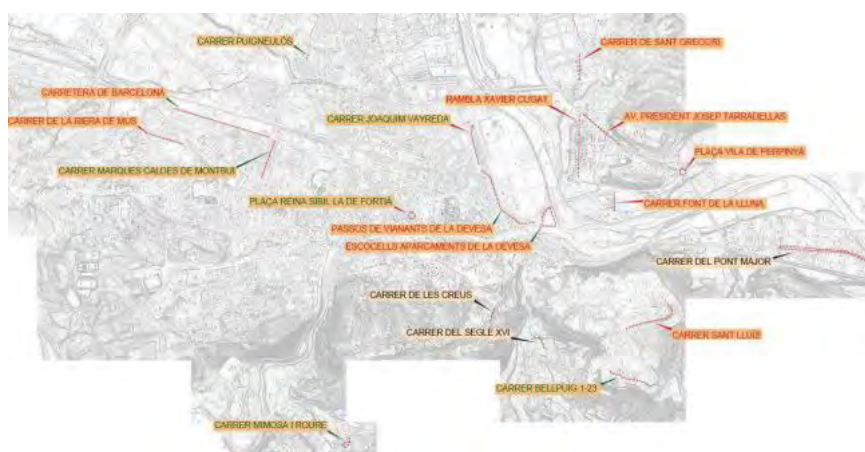 CARRER PUIGNEULÓS
CARRER DE SANT GREGORI
CARRETERA DE BARCELONA
RAMBLA XAVIER CUGAT
CARRER DE LA RIERA DE MUS
CARRER JOAQUIM VAYREDA
AV. PRESIDENT JOSEP TARRADELLAS
PLAÇA VILA DE PERPINYÀ
CARRER MARQUES CALDES DE MONTBUI
PLAÇA REINA SIBIL.LA DE FORTIÀ
CARRER FONT DE LA LLUNA
PASSOS DE VIANANTS DE LA DEVESA
ESCOCELLS APARCAMENTS DE LA DEVESA
CARRER DEL PONT MAJOR
CARRER DE LES CREUS
CARRER DEL SEGLE XVI
CARRER SANT LLUIS
CARRER BELLPUIG 1-23
CARRER MIMOSA I ROURE